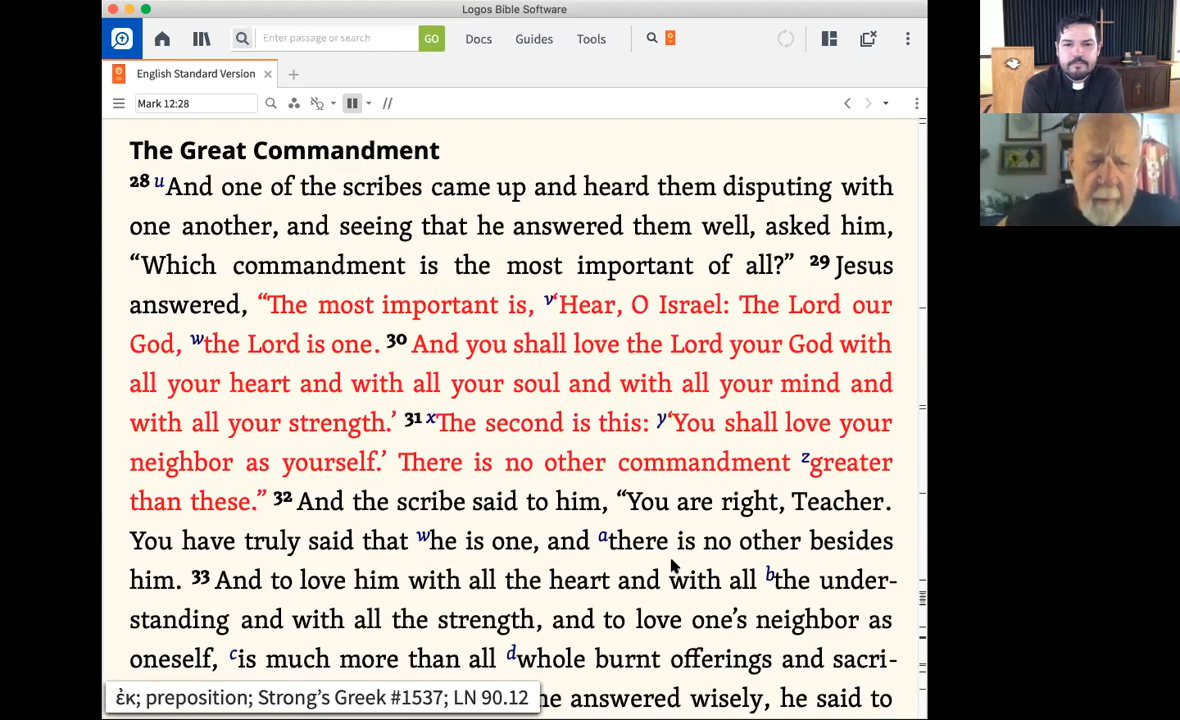 Logos Bible Software
Enter passage or search
GO
Docs
Guides
Tools
English Standard Version
Mark 12:28
The Great Commandment
28 uAnd one of the scribes came up and heard them disputing with
one another, and seeing that he answered them well, asked him,
“Which commandment is the most important of all?” 29 Jesus
answered, “The most important is, v‘Hear, O Israel: The Lord our
God, wthe Lord is one. 30 And you shall love the Lord your God with
all your heart and with all your soul and with all your mind and
with all your strength.’ 31 xThe second is this: y‘You shall love your
neighbor as yourself.’ There is no other commandment zgreater
than these.” 32 And the scribe said to him, “You are right, Teacher.
You have truly said that whe is one, and athere is no other besides
him. 33 And to love him with all the heart and with all bthe under-
standing and with all the strength, and to love one’s neighbor as
oneself, cis much more than all dwhole burnt offerings and sacri-
he answered wisely, he said to
ἐκ; preposition; Strong’s Greek #1537; LN 90.12